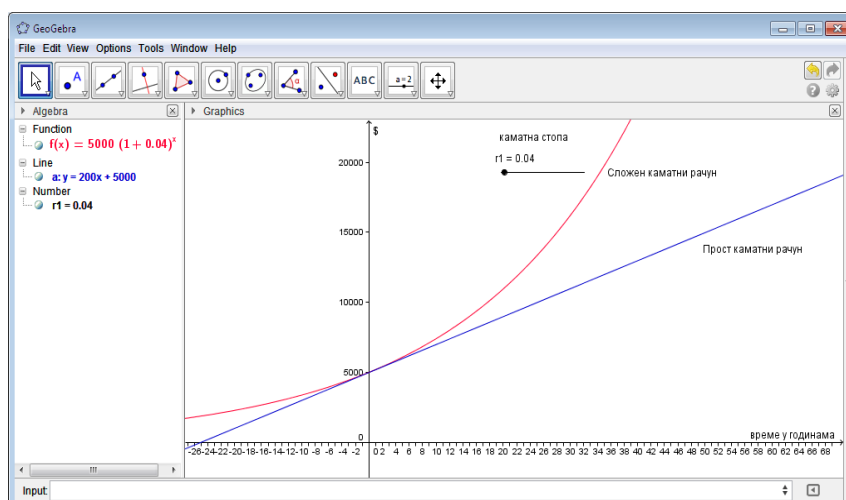 GeoGebra
File Edit View Options Tools Window Help
A
α
ABC
a=2
Algebra
Graphics
Function
f(x) = 5000 (1 + 0.04)ˣ
Line
a: y = 200x + 5000
Number
r1 = 0.04
$
каматна стопа
r1 = 0.04
Сложен каматни рачун
Прост каматни рачун
20000
15000
10000
5000
0
време у годинама
-26 -24 -22 -20 -18 -16 -14 -12 -10 -8 -6 -4 -2 0 2 4 6 8 10 12 14 16 18 20 22 24 26 28 30 32 34 36 38 40 42 44 46 48 50 52 54 56 58 60 62 64 66 68
Input: